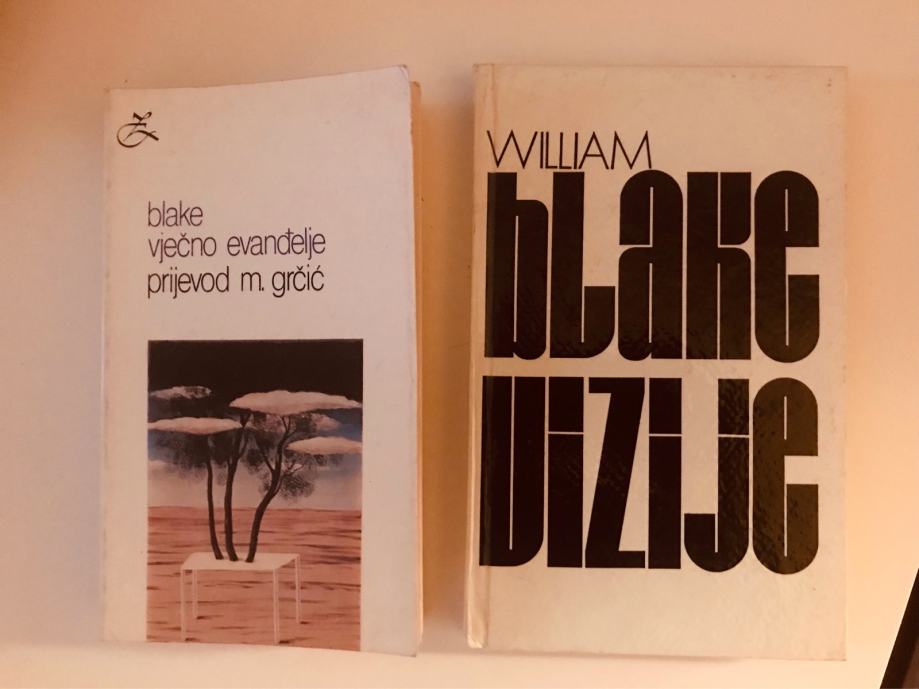 blake
vječno evanđelje
prijevod m. grčić
WILLIAM
blake
vizije